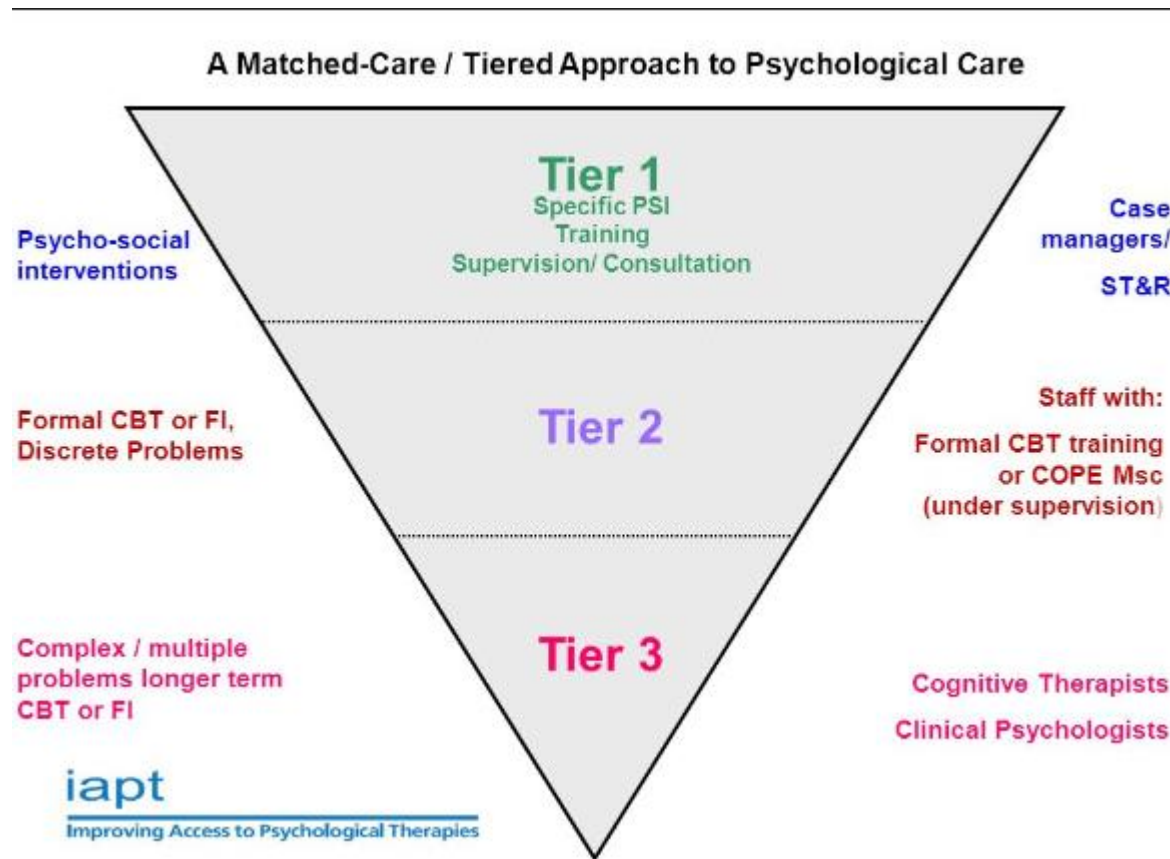 A Matched-Care / Tiered Approach to Psychological Care
Tier 1
Specific PSI
Training
Supervision/ Consultation
Psycho-social
interventions
Case
managers/
ST&R
Tier 2
Formal CBT or FI,
Discrete Problems
Staff with:
Formal CBT training
or COPE Msc
(under supervision)
Tier 3
Complex / multiple
problems longer term
CBT or FI
Cognitive Therapists
Clinical Psychologists
iapt
Improving Access to Psychological Therapies